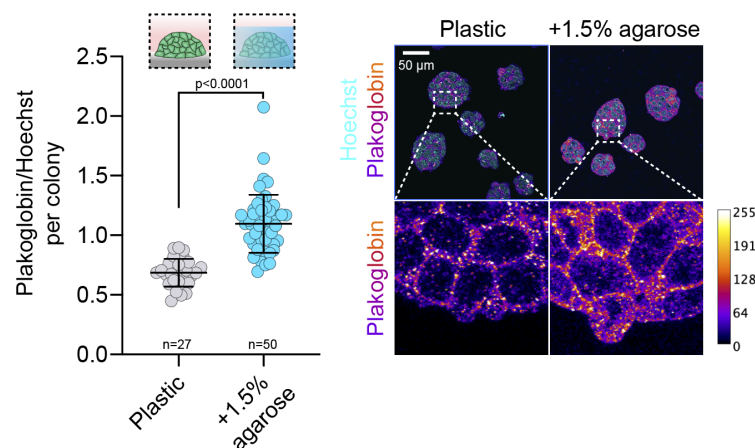 Plakoglobin/Hoechst
per colony
2.5
2.0
1.5
1.0
0.5
0.0
p<0.0001
n=27
n=50
Plastic
+1.5%
agarose
Plastic
+1.5% agarose
50 µm
Hoechst
Plakoglobin
Plakoglobin
255
191
128
64
0